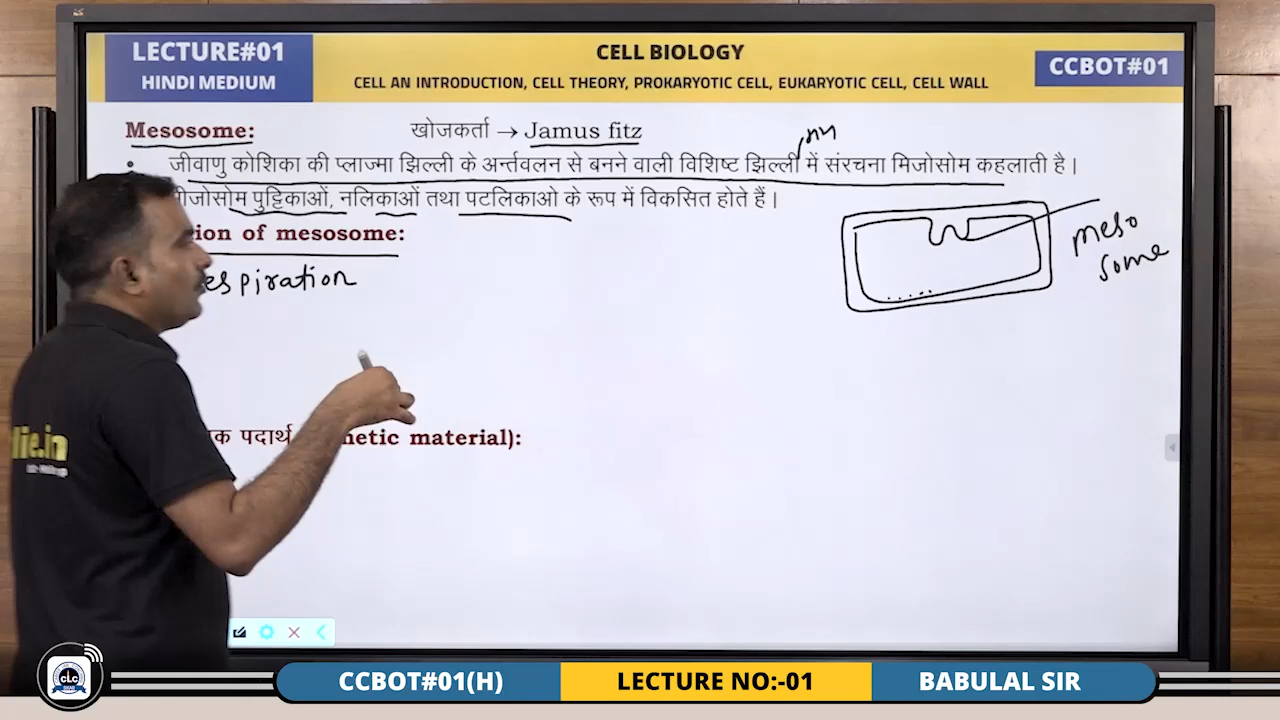 LECTURE#01
HINDI MEDIUM
CELL BIOLOGY
CELL AN INTRODUCTION, CELL THEORY, PROKARYOTIC CELL, EUKARYOTIC CELL, CELL WALL
CCBOT#01
Mesosome: खोजकर्ता → Jamus fitz
• जीवाणु कोशिका की प्लाज्मा झिल्ली के अर्न्तवलन से बनने वाली विशिष्ट झिल्ली में संरचना मिजोसोम कहलाती है।
पुट्टिकाओं, नलिकाओं तथा पटलिकाओ के रूप में विकसित होते हैं।
of mesosome:
meso
some
पदार्थ material):
CCBOT#01(H)
LECTURE NO:-01
BABULAL SIR